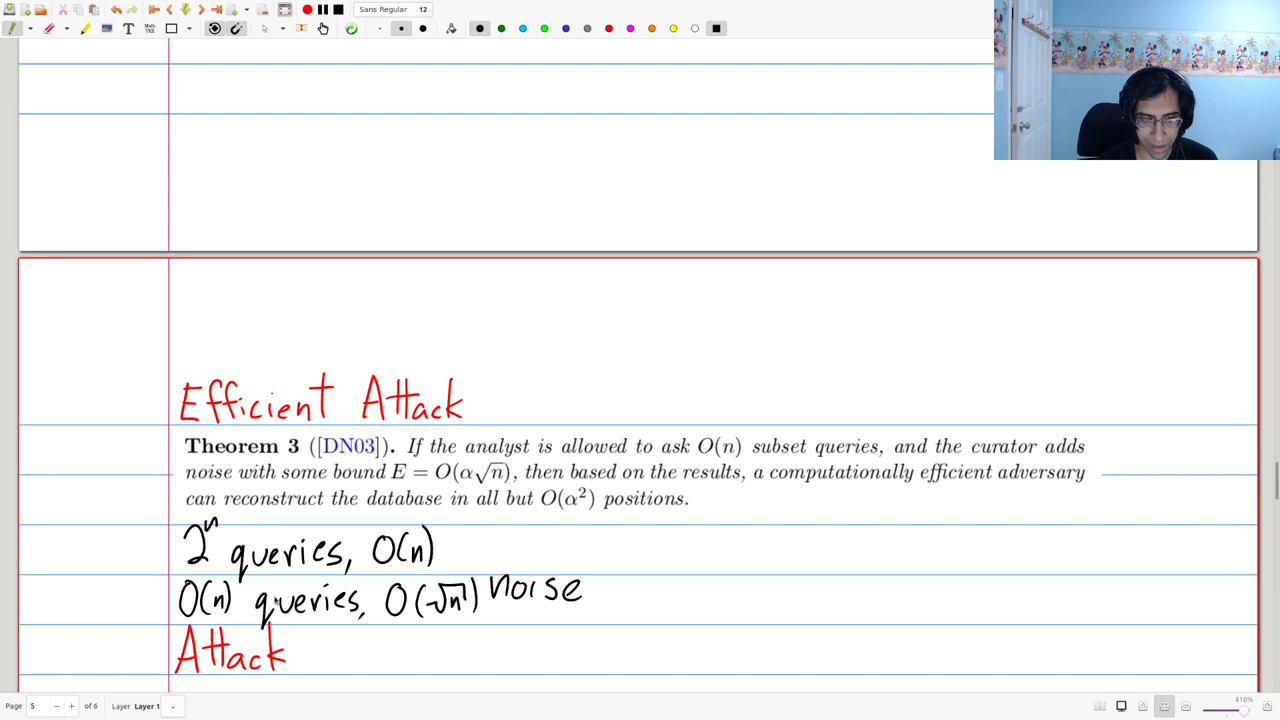 Sans Regular 12
Efficient Attack
Theorem 3 ([DN03]). If the analyst is allowed to ask O(n) subset queries, and the curator adds
noise with some bound E = O(α√n), then based on the results, a computationally efficient adversary
can reconstruct the database in all but O(α²) positions.
2ⁿ queries, O(n)
O(n) queries, O(√n) noise
Attack
Page 5 of 6 Layer Layer 1 416%